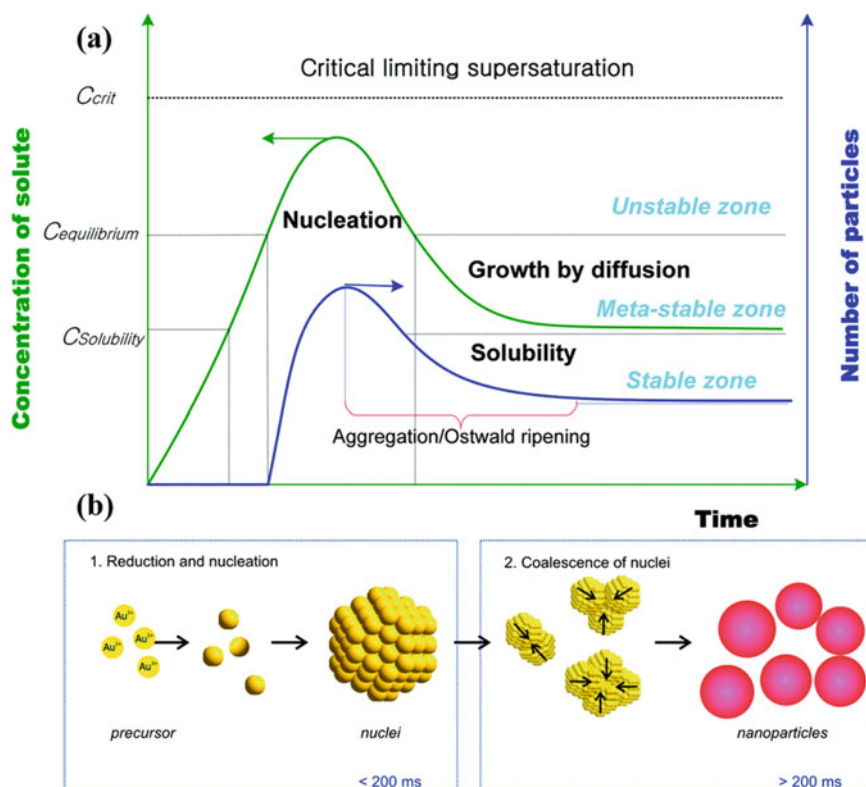 (a)
Critical limiting supersaturation
Ccrit
Concentration of solute
Number of particles
Unstable zone
Nucleation
Cequilibrium
Growth by diffusion
Meta-stable zone
CSolubility
Solubility
Stable zone
Aggregation/Ostwald ripening
(b)
Time
1. Reduction and nucleation
2. Coalescence of nuclei
Au³⁺
Au³⁺
Au³⁺
Au³⁺
precursor
nuclei
nanoparticles
< 200 ms
> 200 ms